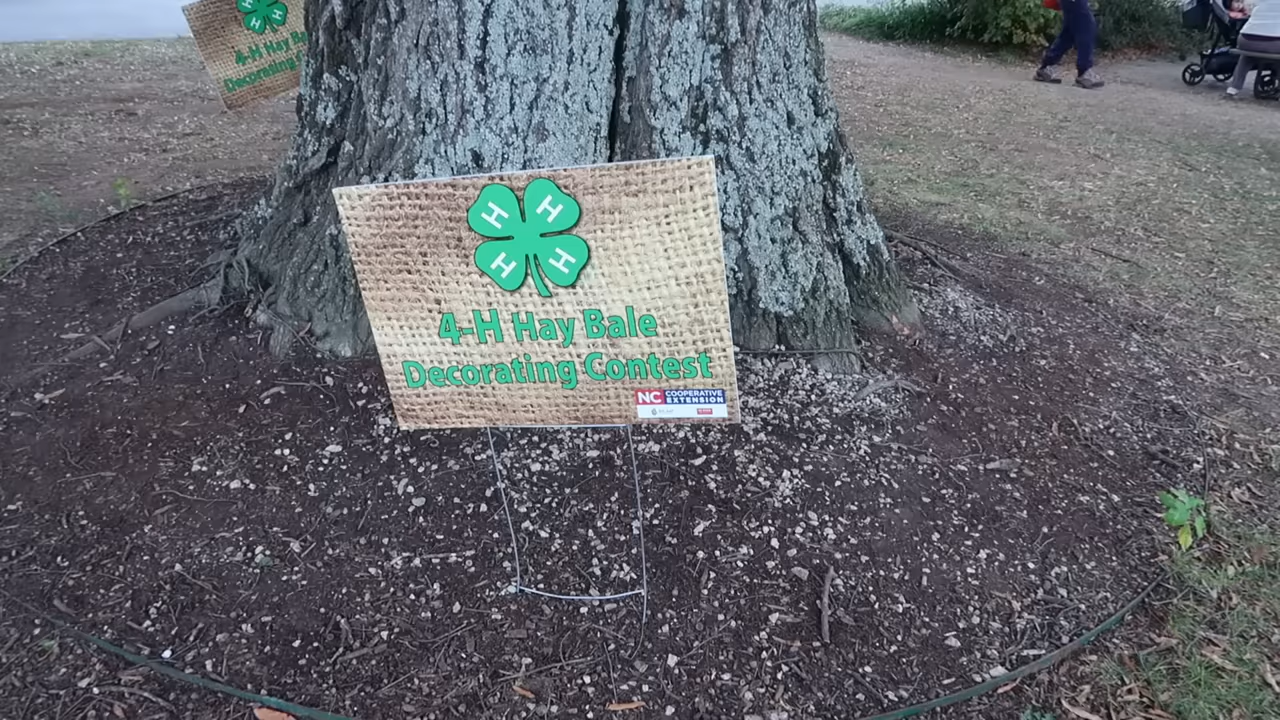 4-H Hay Ba
Decorating
H H
H H
4-H Hay Bale
Decorating Contest
NC COOPERATIVE
EXTENSION